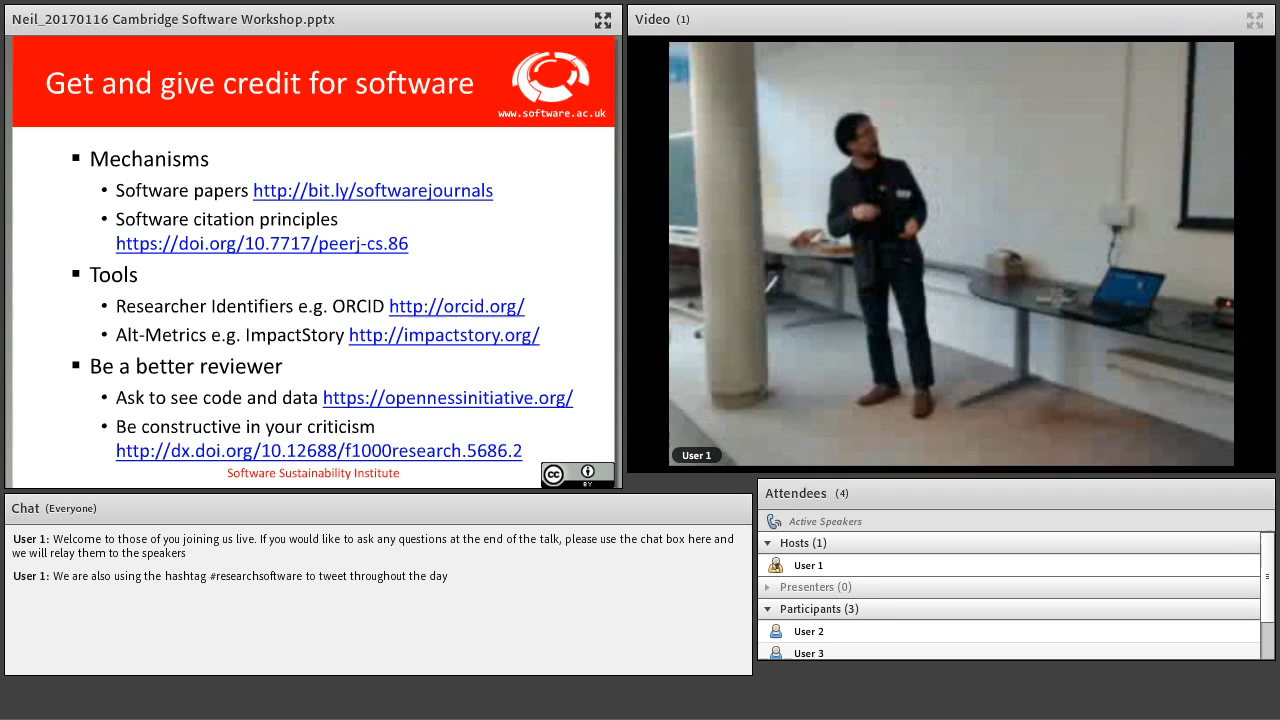 Neil_20170116 Cambridge Software Workshop.pptx
Get and give credit for software
www.software.ac.uk
▪ Mechanisms
• Software papers http://bit.ly/softwarejournals
• Software citation principles
https://doi.org/10.7717/peerj-cs.86
▪ Tools
• Researcher Identifiers e.g. ORCID http://orcid.org/
• Alt-Metrics e.g. ImpactStory http://impactstory.org/
▪ Be a better reviewer
• Ask to see code and data https://opennessinitiative.org/
• Be constructive in your criticism
http://dx.doi.org/10.12688/f1000research.5686.2
Software Sustainability Institute
cc
BY
Video (1)
User 1
Chat (Everyone)
User 1: Welcome to those of you joining us live. If you would like to ask any questions at the end of the talk, please use the chat box here and
we will relay them to the speakers
User 1: We are also using the hashtag #researchsoftware to tweet throughout the day
Attendees (4)
Active Speakers
Hosts (1)
User 1
Presenters (0)
Participants (3)
User 2
User 3